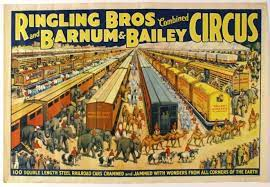 RINGLING BROS
and BARNUM & BAILEY Combined CIRCUS
100 DOUBLE LENGTH STEEL RAILROAD CARS CRAMMED and JAMMED WITH WONDERS FROM ALL CORNERS OF THE EARTH